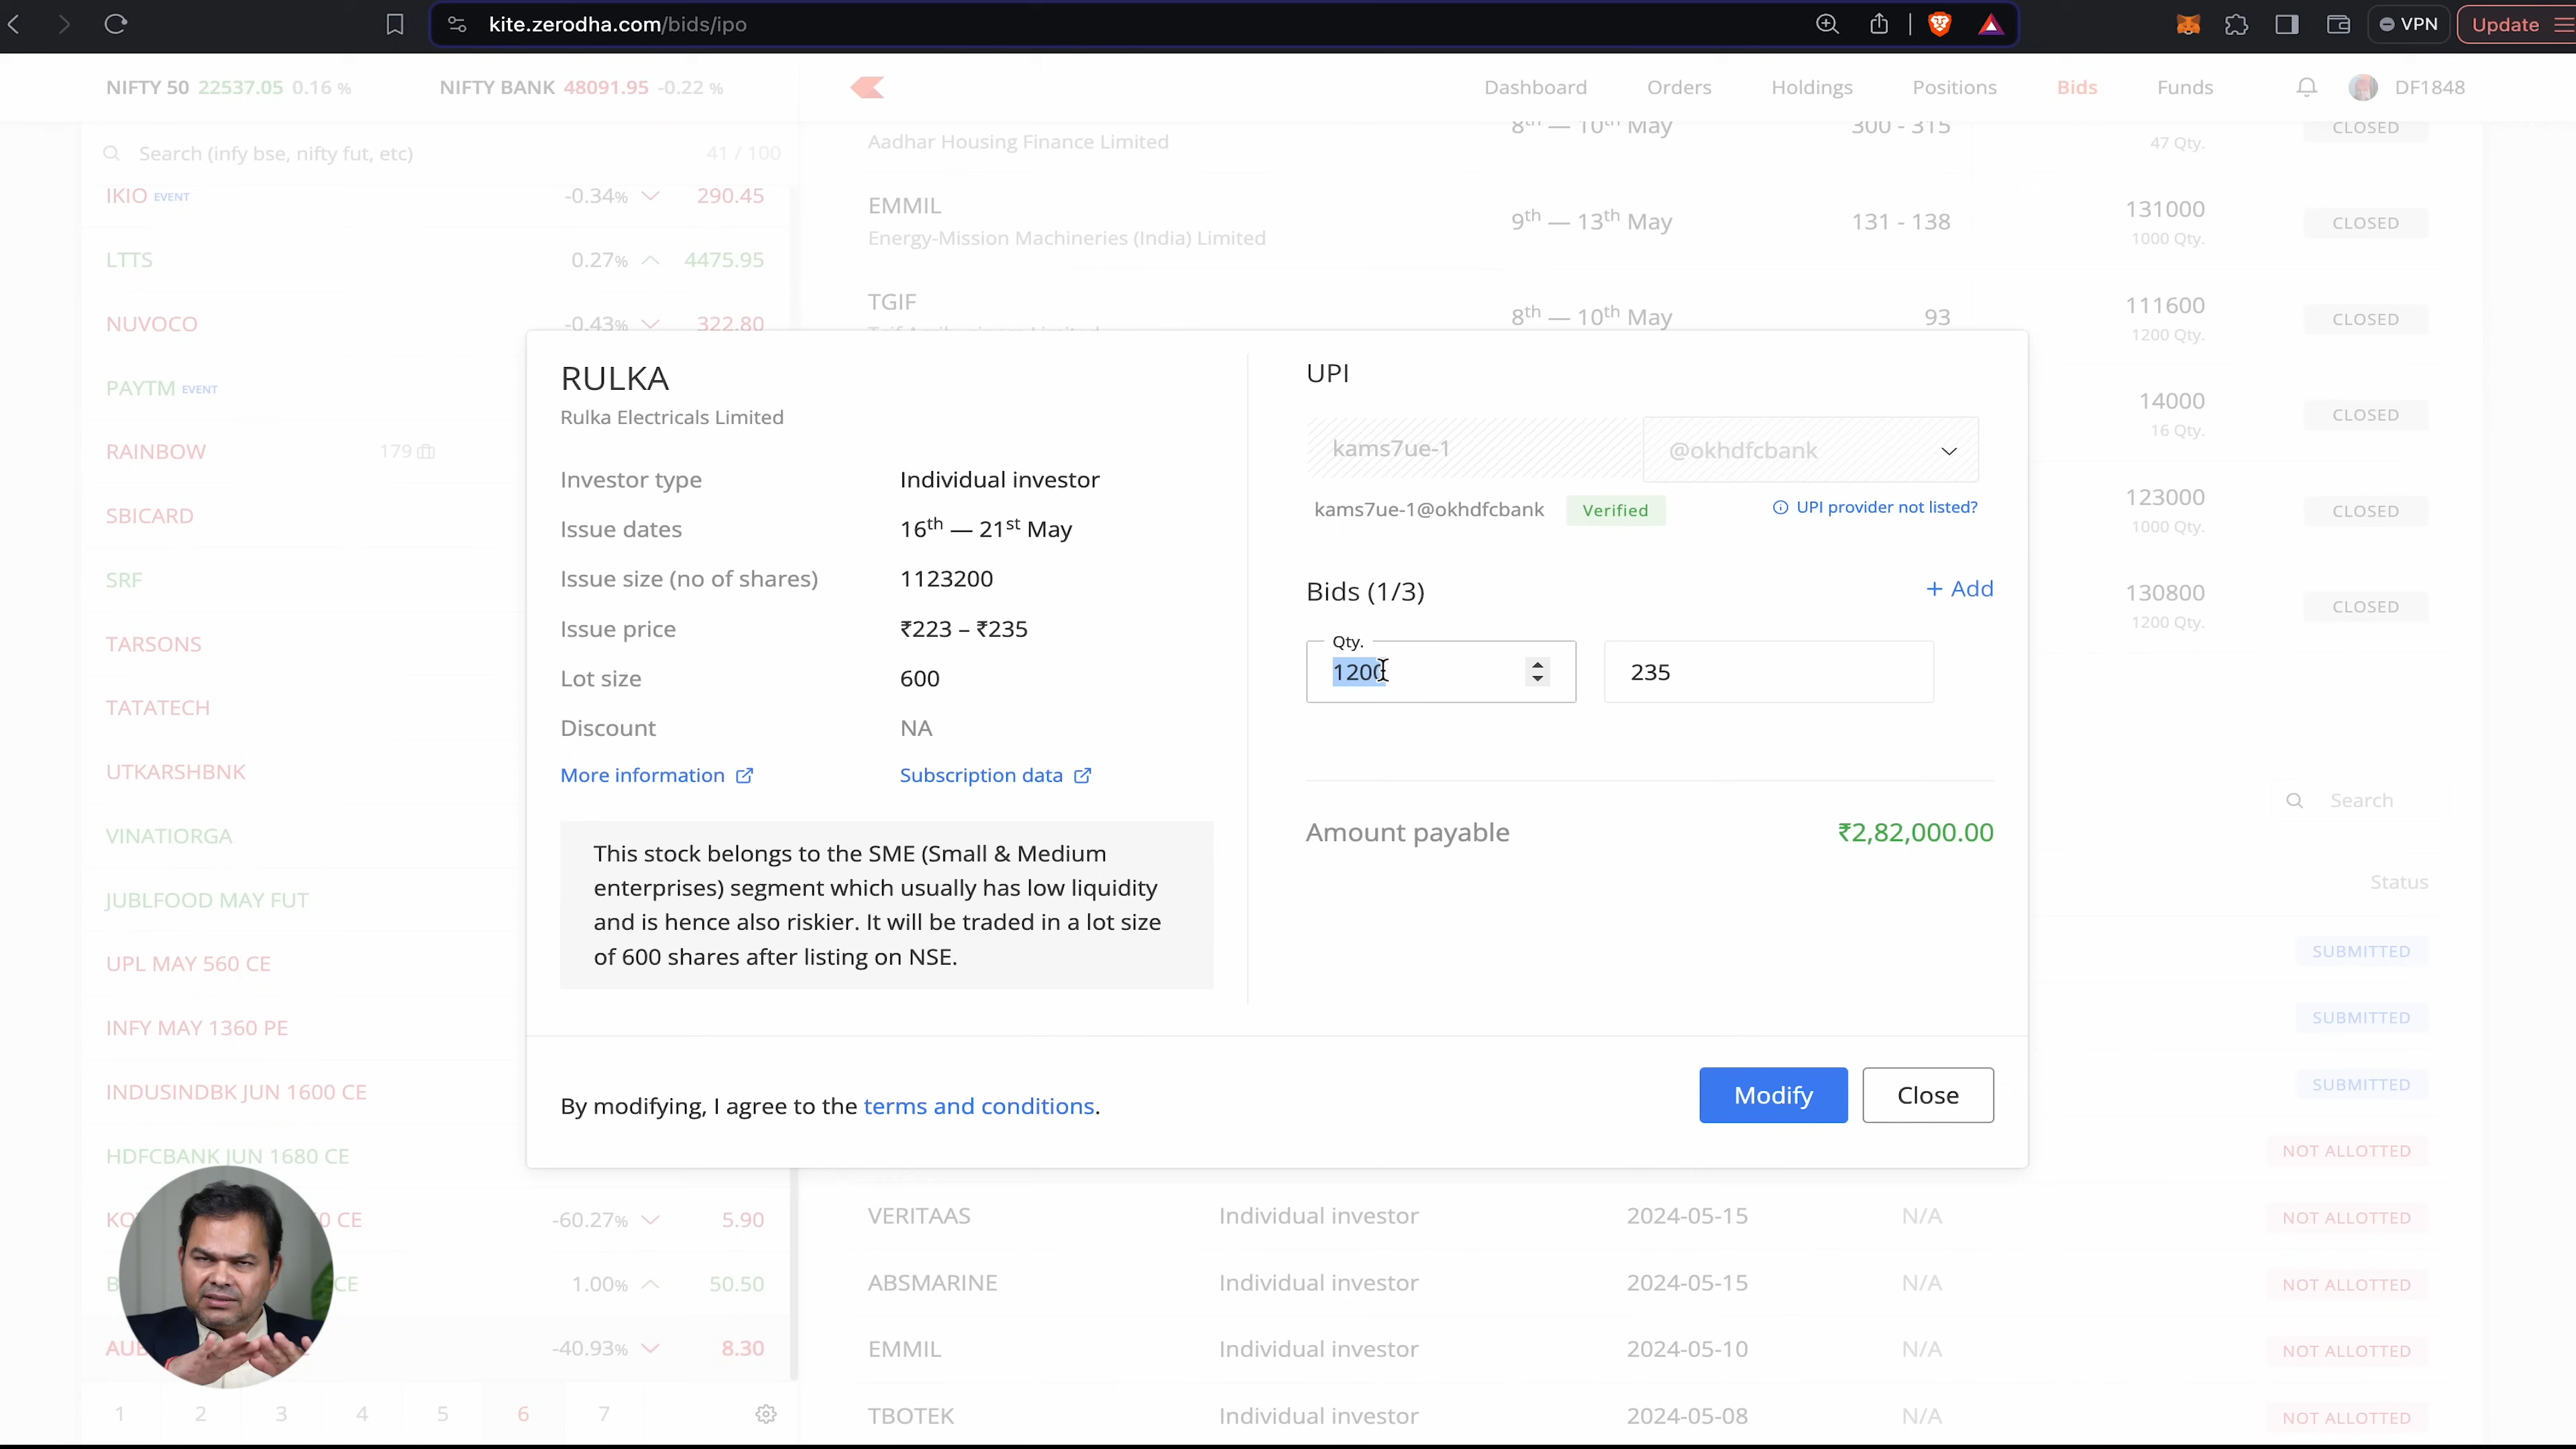 kite.zerodha.com/bids/ipo
VPN
Update
NIFTY 50 22537.05 0.16 %
NIFTY BANK 48091.95 -0.22 %
Dashboard
Orders
Holdings
Positions
Bids
Funds
DF1848
Search (infy bse, nifty fut, etc)
41 / 100
IKIO EVENT -0.34% 290.45
LTTS 0.27% 4475.95
NUVOCO -0.43% 322.80
PAYTM EVENT
RAINBOW 179
SBICARD
SRF
TARSONS
TATATECH
UTKARSHBNK
VINATIORGA
JUBLFOOD MAY FUT
UPL MAY 560 CE
INFY MAY 1360 PE
INDUSINDBK JUN 1600 CE
HDFCBANK JUN 1680 CE
0 CE -60.27% 5.90
CE 1.00% 50.50
-40.93% 8.30
1 2 3 4 5 6 7
8th — 10th May 300 - 315 CLOSED
Aadhar Housing Finance Limited 47 Qty.
EMMIL 9th — 13th May 131 - 138 131000 CLOSED
Energy-Mission Machineries (India) Limited 1000 Qty.
TGIF 8th — 10th May 93 111600 CLOSED
1200 Qty.
14000 CLOSED
16 Qty.
123000 CLOSED
1000 Qty.
130800 CLOSED
1200 Qty.
RULKA
Rulka Electricals Limited
Investor type Individual investor
Issue dates 16th — 21st May
Issue size (no of shares) 1123200
Issue price ₹223 – ₹235
Lot size 600
Discount NA
More information Subscription data
This stock belongs to the SME (Small & Medium
enterprises) segment which usually has low liquidity
and is hence also riskier. It will be traded in a lot size
of 600 shares after listing on NSE.
UPI
kams7ue-1 @okhdfcbank
kams7ue-1@okhdfcbank Verified UPI provider not listed?
Bids (1/3) + Add
Qty.
1200 235
Amount payable ₹2,82,000.00
By modifying, I agree to the terms and conditions.
Modify Close
Search
Status
SUBMITTED
SUBMITTED
SUBMITTED
NOT ALLOTTED
VERITAAS Individual investor 2024-05-15 N/A NOT ALLOTTED
ABSMARINE Individual investor 2024-05-15 N/A NOT ALLOTTED
EMMIL Individual investor 2024-05-10 N/A NOT ALLOTTED
TBOTEK Individual investor 2024-05-08 N/A NOT ALLOTTED